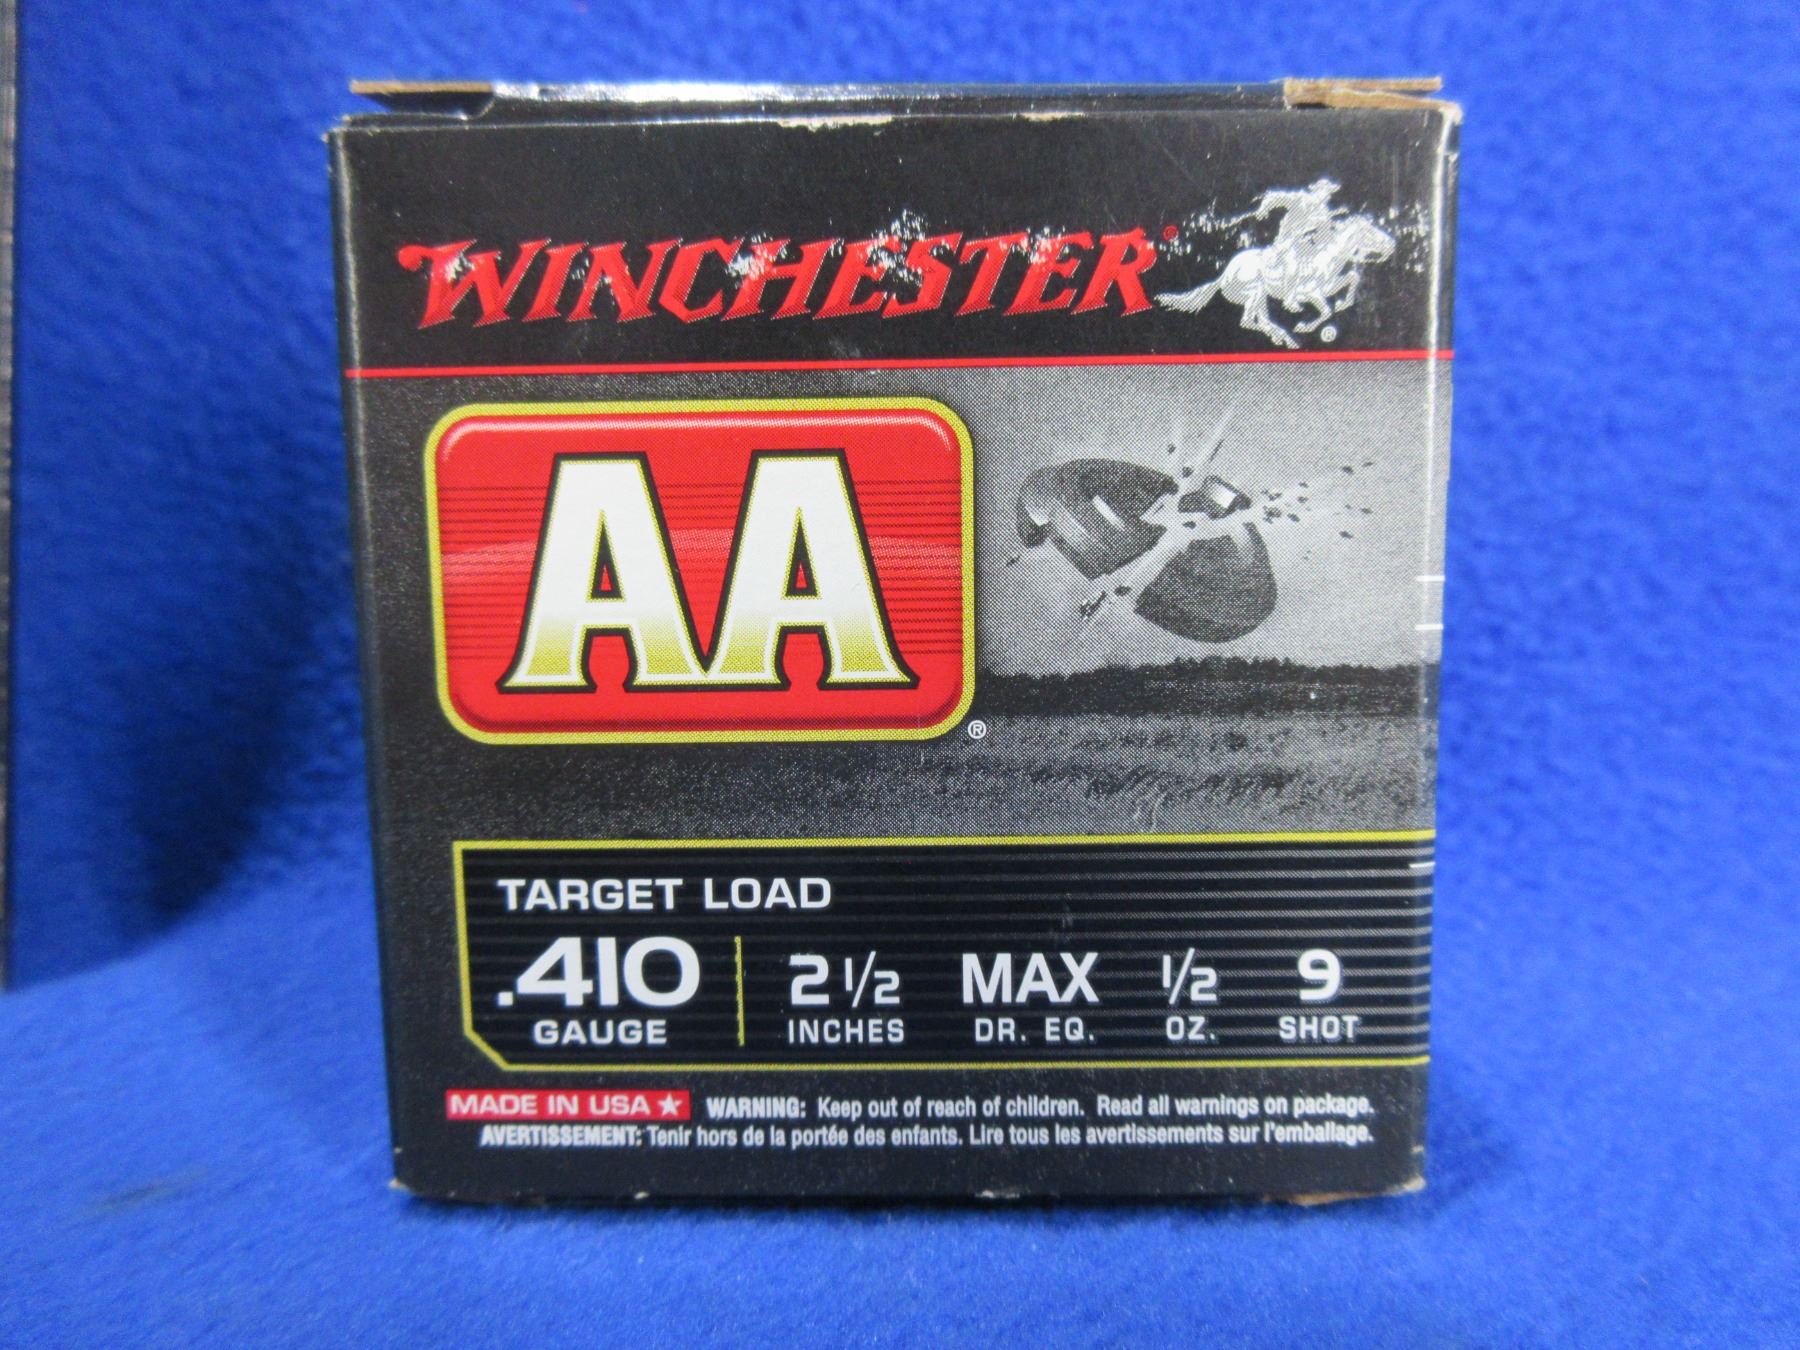 WINCHESTER®
®
AA
®
TARGET LOAD
.410 2 1/2 MAX 1/2 9
GAUGE INCHES DR. EQ. OZ. SHOT
MADE IN USA ★ WARNING: Keep out of reach of children. Read all warnings on package.
AVERTISSEMENT: Tenir hors de la portée des enfants. Lire tous les avertissements sur l'emballage.